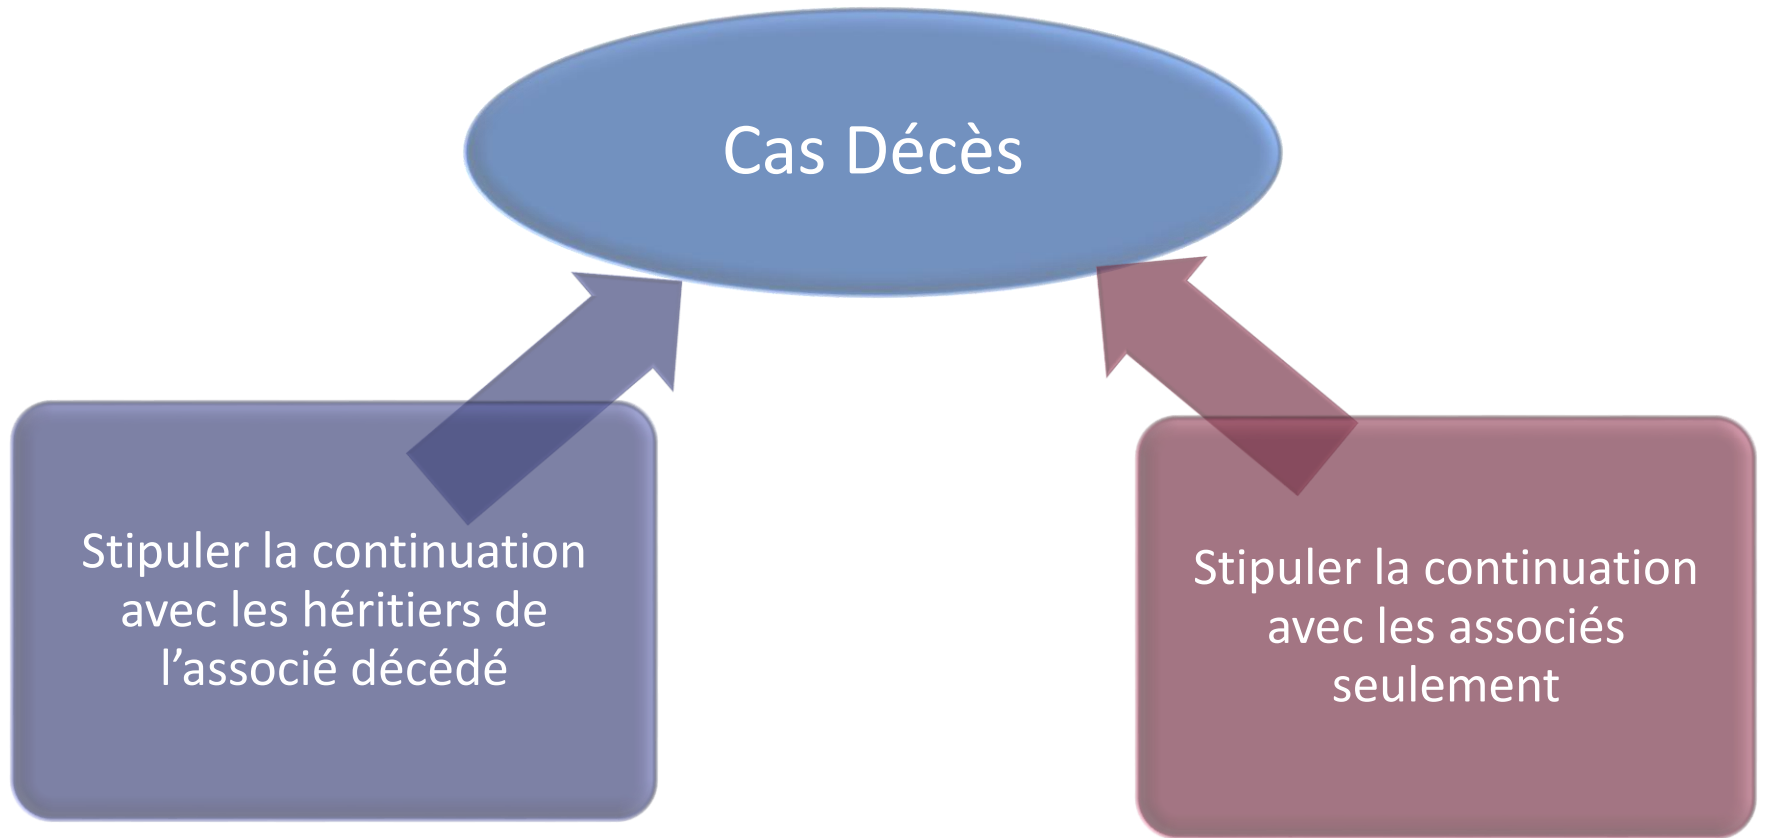 Cas Décès
Stipuler la continuation
avec les héritiers de
l’associé décédé
Stipuler la continuation
avec les associés
seulement